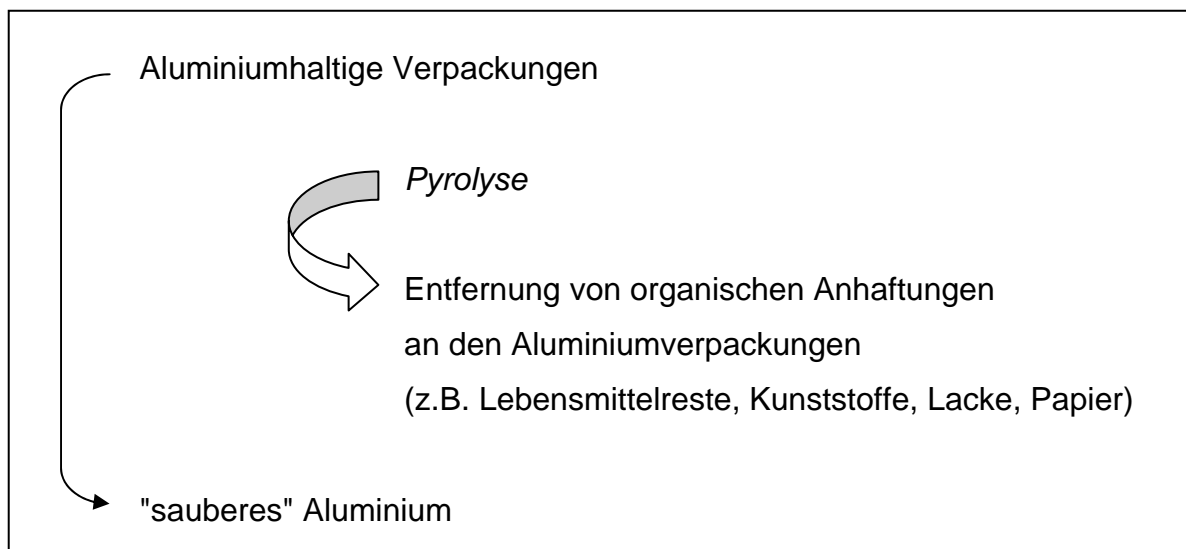 Aluminiumhaltige Verpackungen
Pyrolyse
Entfernung von organischen Anhaftungen
an den Aluminiumverpackungen
(z.B. Lebensmittelreste, Kunststoffe, Lacke, Papier)
"sauberes" Aluminium